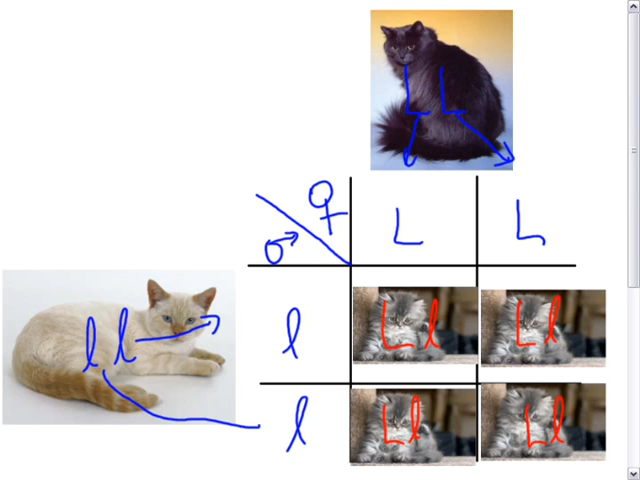 L L
♀ L L
♂
l l
l Ll Ll
l Ll Ll